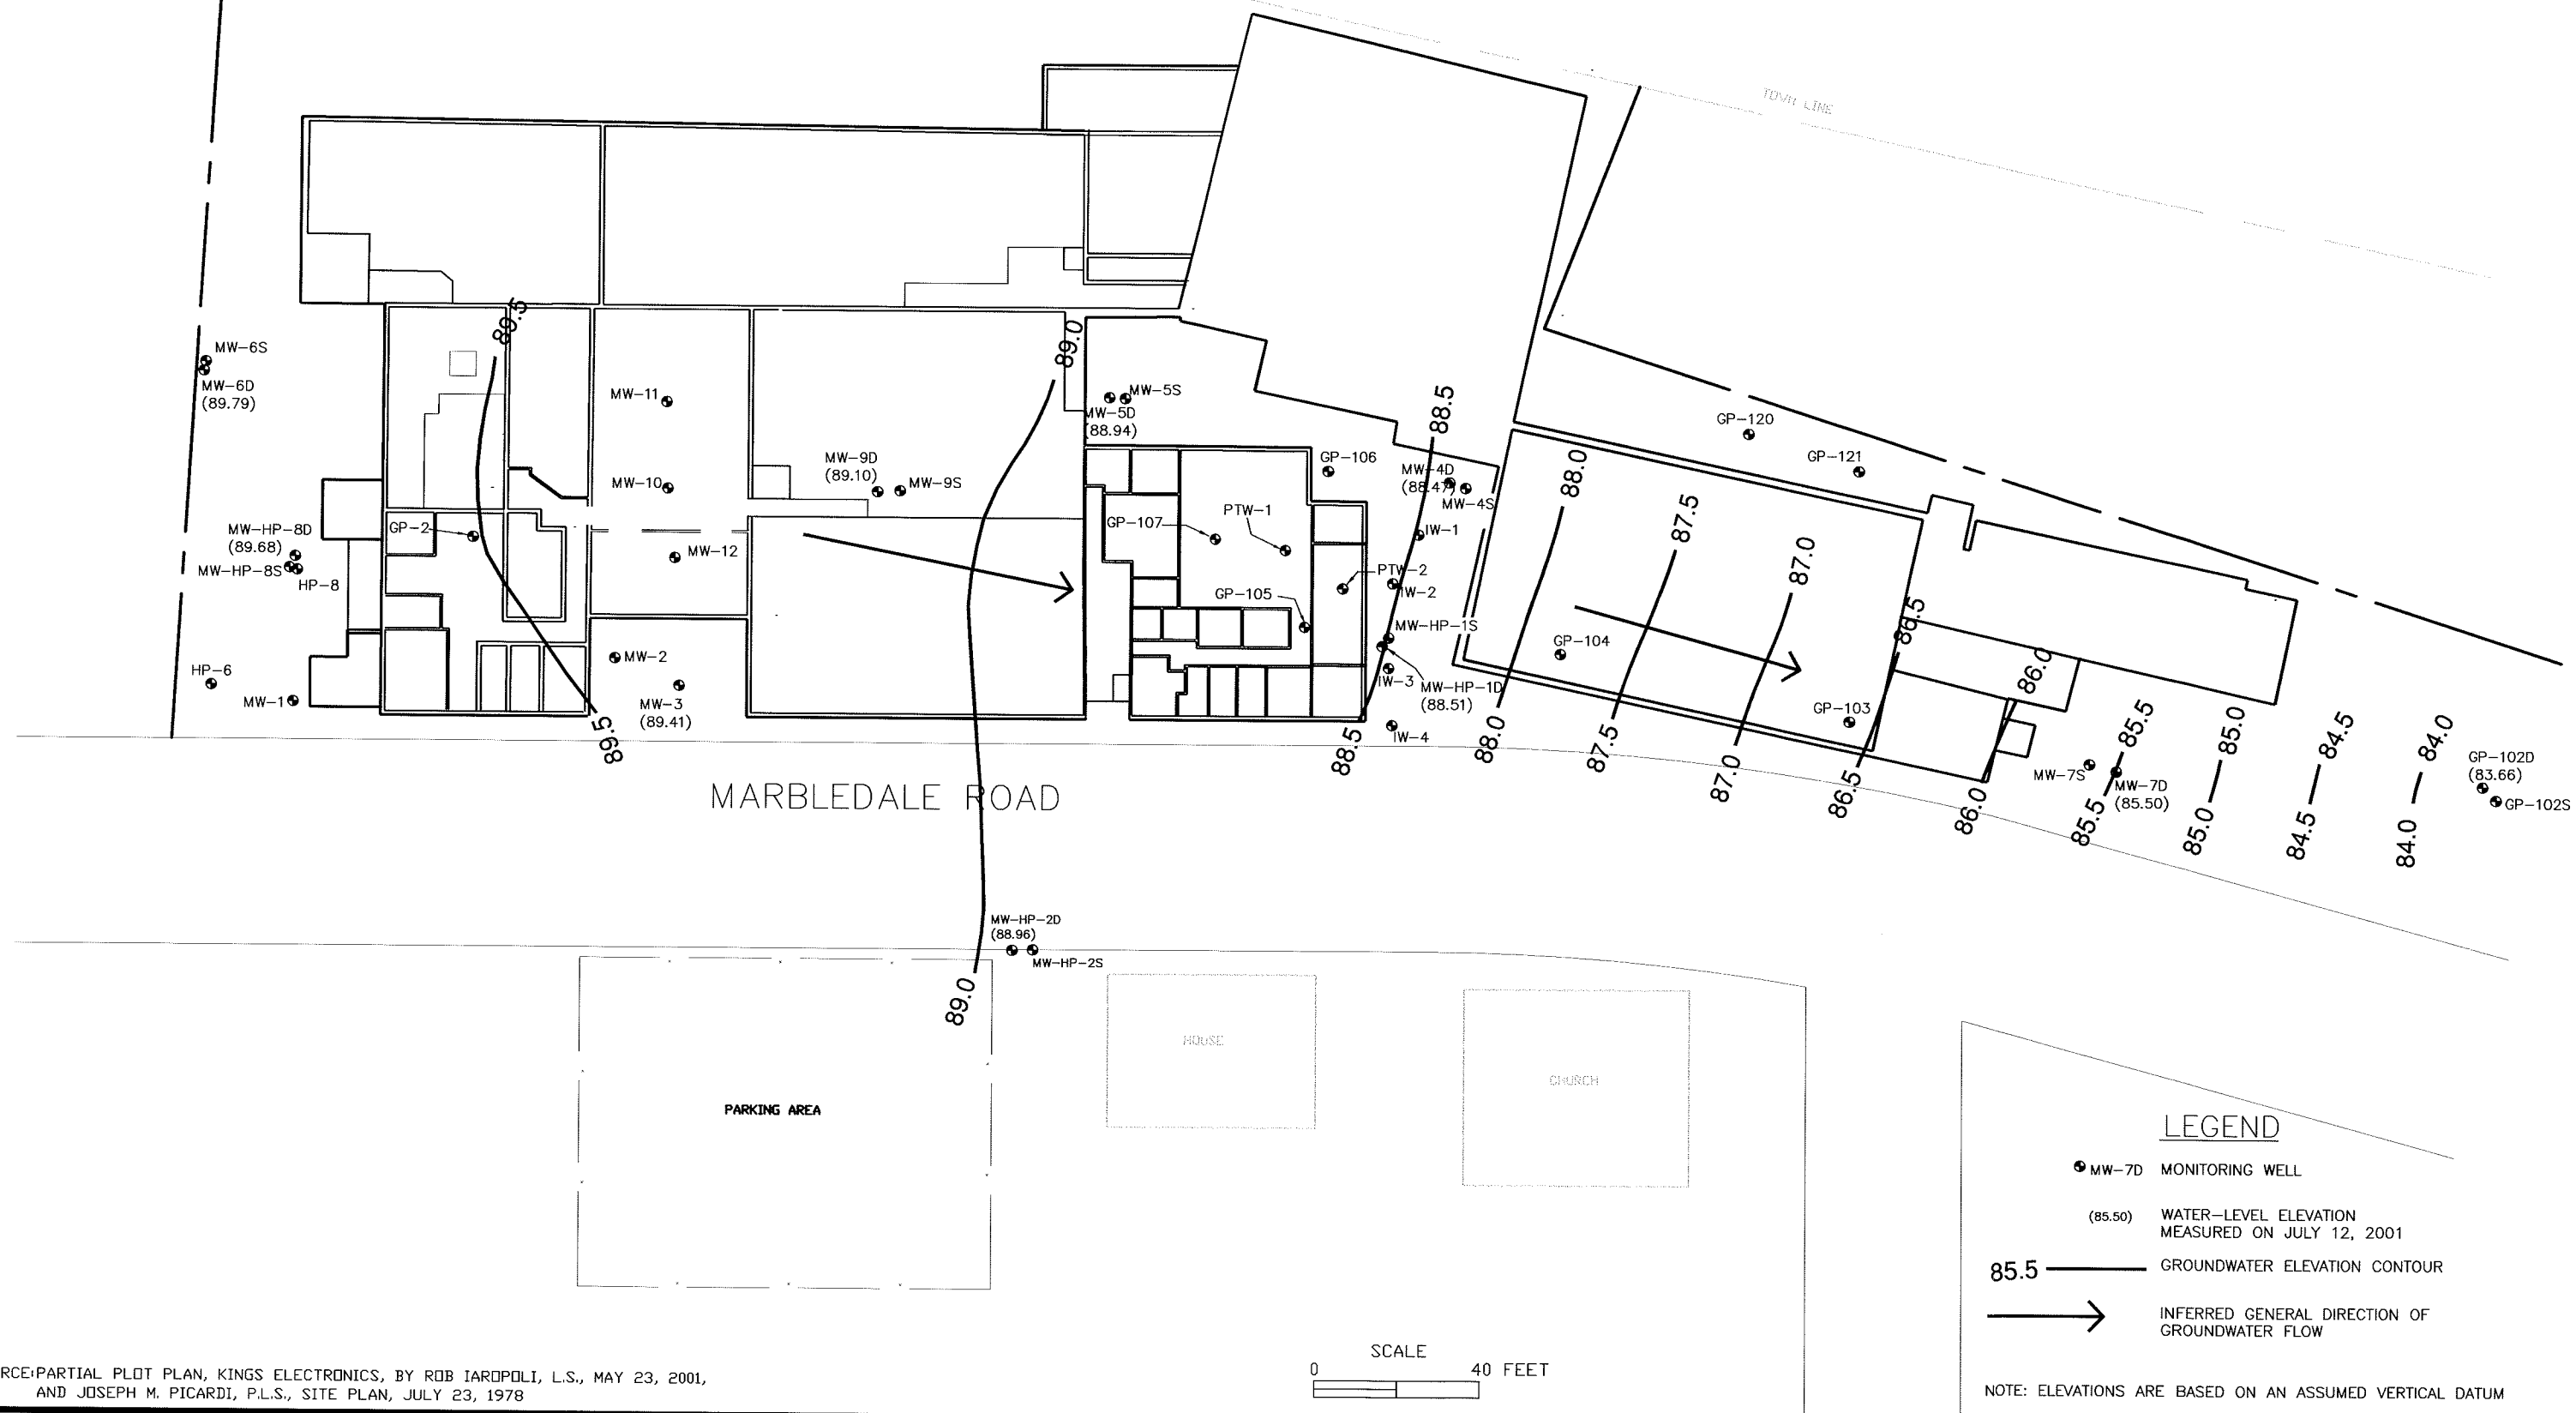 TOWN LINE
89.5
89.0
MW-6S
MW-6D
(89.79)
MW-11
MW-5S
MW-5D
(88.94)
88.5
GP-120
MW-9D
(89.10)
MW-9S
GP-106
MW-4D
(88.47)
MW-4S
88.0
GP-121
MW-10
87.5
MW-HP-8D
(89.68)
MW-HP-8S
HP-8
GP-2
MW-12
GP-107
PTW-1
IW-1
87.0
PTW-2
IW-2
GP-105
86.5
MW-HP-1S
GP-104
HP-6
MW-1
MW-2
MW-3
(89.41)
IW-3
MW-HP-1D
(88.51)
86.0
GP-103
IW-4
89.5
88.5
88.0
87.5
87.0
86.5
86.0
85.5
85.0
84.5
84.0
MW-7S
MW-7D
(85.50)
GP-102D
(83.66)
GP-102S
85.5
85.0
84.5
84.0
MARBLEDALE ROAD
MW-HP-2D
(88.96)
MW-HP-2S
89.0
HOUSE
CHURCH
PARKING AREA
LEGEND
MW-7D MONITORING WELL
(85.50) WATER-LEVEL ELEVATION
MEASURED ON JULY 12, 2001
85.5 GROUNDWATER ELEVATION CONTOUR
INFERRED GENERAL DIRECTION OF
GROUNDWATER FLOW
NOTE: ELEVATIONS ARE BASED ON AN ASSUMED VERTICAL DATUM
SCALE
0 40 FEET
RCE:PARTIAL PLOT PLAN, KINGS ELECTRONICS, BY ROB IAROPOLI, L.S., MAY 23, 2001,
AND JOSEPH M. PICARDI, P.L.S., SITE PLAN, JULY 23, 1978